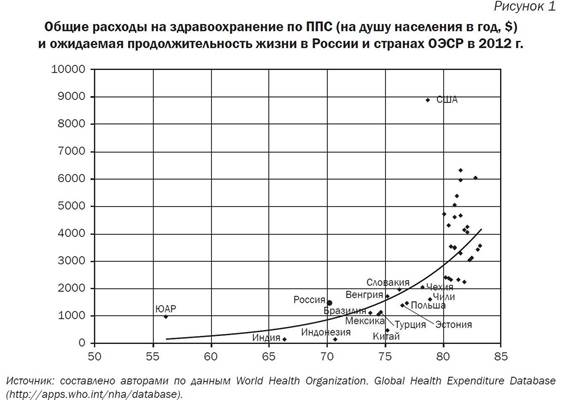 Рисунок 1
Общие расходы на здравоохранение по ППС (на душу населения в год, $)
и ожидаемая продолжительность жизни в России и странах ОЭСР в 2012 г.
10000
9000
8000
7000
6000
5000
4000
3000
2000
1000
0
США
Словакия
Чехия
Венгрия
Чили
Россия
Польша
ЮАР
Бразилия
Мексика
Турция
Эстония
Индонезия
Индия
Китай
50 55 60 65 70 75 80 85
Источник: составлено авторами по данным World Health Organization. Global Health Expenditure Database
(http://apps.who.int/nha/database).